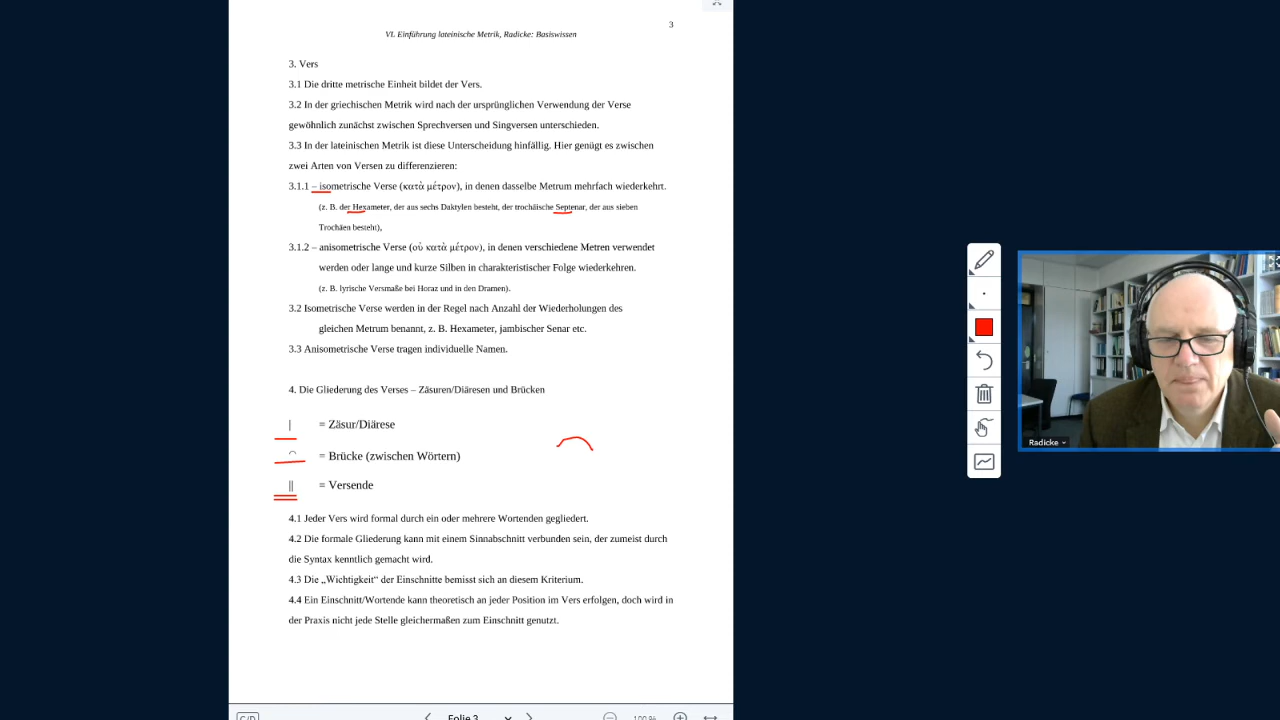 3
VL Einführung lateinische Metrik, Radicke: Basiswissen
3. Vers
3.1 Die dritte metrische Einheit bildet der Vers.
3.2 In der griechischen Metrik wird nach der ursprünglichen Verwendung der Verse
gewöhnlich zunächst zwischen Sprechversen und Singversen unterschieden.
3.3 In der lateinischen Metrik ist diese Unterscheidung hinfällig. Hier genügt es zwischen
zwei Arten von Versen zu differenzieren:
3.1.1 – isometrische Verse (κατὰ μέτρον), in denen dasselbe Metrum mehrfach wiederkehrt.
(z. B. der Hexameter, der aus sechs Daktylen besteht, der trochäische Septenar, der aus sieben
Trochäen besteht),
3.1.2 – anisometrische Verse (οὐ κατὰ μέτρον), in denen verschiedene Metren verwendet
werden oder lange und kurze Silben in charakteristischer Folge wiederkehren.
(z. B. lyrische Versmaße bei Horaz und in den Dramen).
3.2 Isometrische Verse werden in der Regel nach Anzahl der Wiederholungen des
gleichen Metrum benannt, z. B. Hexameter, jambischer Senar etc.
3.3 Anisometrische Verse tragen individuelle Namen.
4. Die Gliederung des Verses – Zäsuren/Diäresen und Brücken
| = Zäsur/Diärese
⌒ = Brücke (zwischen Wörtern)
|| = Versende
4.1 Jeder Vers wird formal durch ein oder mehrere Wortenden gegliedert.
4.2 Die formale Gliederung kann mit einem Sinnabschnitt verbunden sein, der zumeist durch
die Syntax kenntlich gemacht wird.
4.3 Die „Wichtigkeit“ der Einschnitte bemisst sich an diesem Kriterium.
4.4 Ein Einschnitt/Wortende kann theoretisch an jeder Position im Vers erfolgen, doch wird in
der Praxis nicht jede Stelle gleichermaßen zum Einschnitt genutzt.
Radicke
Folie 3
100 %